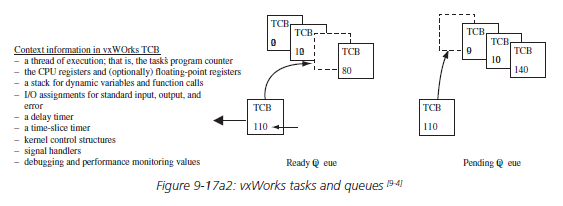 Context information in vxWOrks TCB
– a thread of execution; that is, the task's program counter
– the CPU registers and (optionally) floating-point registers
– a stack for dynamic variables and function calls
– I/O assignments for standard input, output, and
error
– a delay timer
– a time-slice timer
– kernel control structures
– signal handlers
– debugging and performance monitoring values
TCB
0
TCB
10
TCB
80
TCB
110
Ready Q eue
TCB
9
TCB
10
TCB
140
TCB
110
Pending Q eue
Figure 9-17a2: vxWorks tasks and queues [9-4]